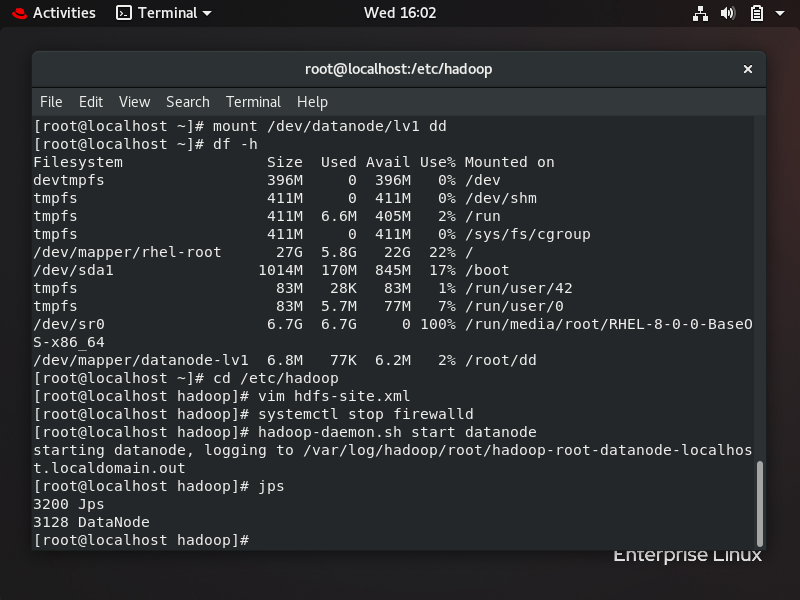 Activities Terminal Wed 16:02
root@localhost:/etc/hadoop
File Edit View Search Terminal Help
[root@localhost ~]# mount /dev/datanode/lv1 dd
[root@localhost ~]# df -h
Filesystem                   Size  Used Avail Use% Mounted on
devtmpfs                     396M     0  396M   0% /dev
tmpfs                        411M     0  411M   0% /dev/shm
tmpfs                        411M  6.6M  405M   2% /run
tmpfs                        411M     0  411M   0% /sys/fs/cgroup
/dev/mapper/rhel-root         27G  5.8G   22G  22% /
/dev/sda1                   1014M  170M  845M  17% /boot
tmpfs                         83M   28K   83M   1% /run/user/42
tmpfs                         83M  5.7M   77M   7% /run/user/0
/dev/sr0                     6.7G  6.7G     0 100% /run/media/root/RHEL-8-0-0-BaseO
S-x86_64
/dev/mapper/datanode-lv1     6.8M   77K  6.2M   2% /root/dd
[root@localhost ~]# cd /etc/hadoop
[root@localhost hadoop]# vim hdfs-site.xml
[root@localhost hadoop]# systemctl stop firewalld
[root@localhost hadoop]# hadoop-daemon.sh start datanode
starting datanode, logging to /var/log/hadoop/root/hadoop-root-datanode-localhos
t.localdomain.out
[root@localhost hadoop]# jps
3200 Jps
3128 DataNode
[root@localhost hadoop]#
Enterprise Linux